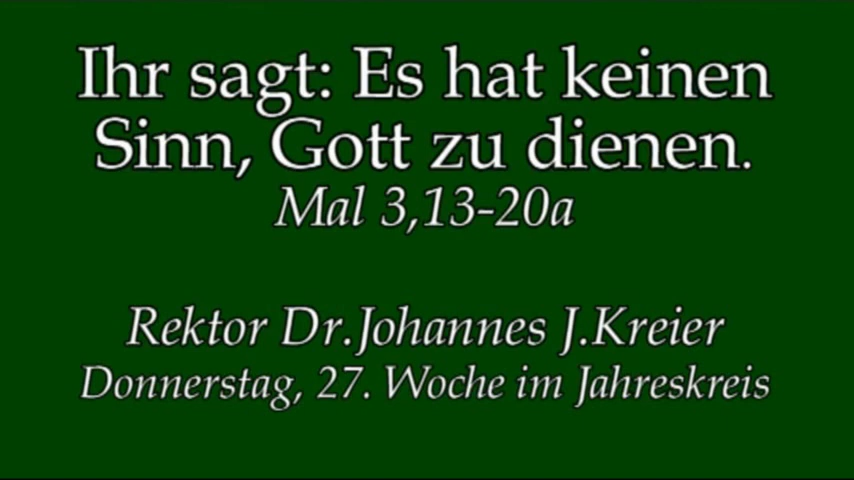 Ihr sagt: Es hat keinen
Sinn, Gott zu dienen.
Mal 3,13-20a
Rektor Dr.Johannes J.Kreier
Donnerstag, 27. Woche im Jahreskreis